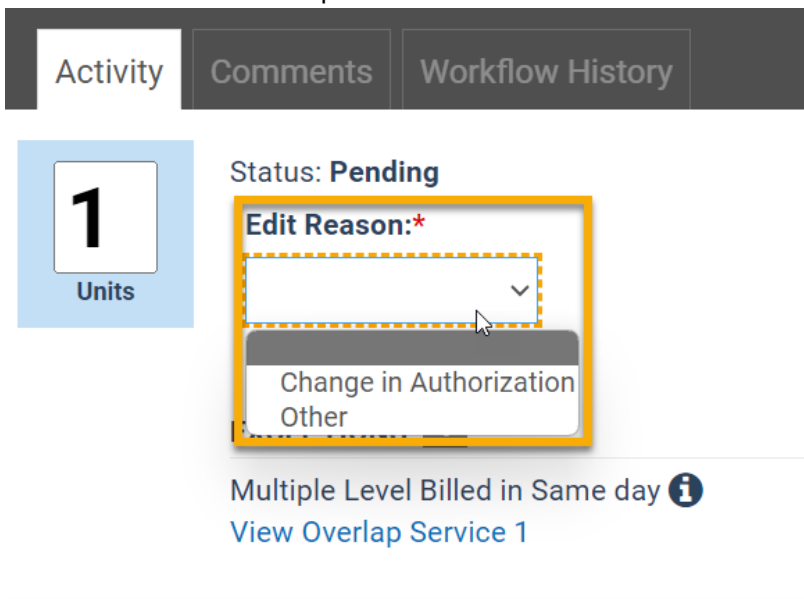 Activity Comments Workflow History
1
Units
Status: Pending
Edit Reason:*
Change in Authorization
Other
Multiple Level Billed in Same day
View Overlap Service 1